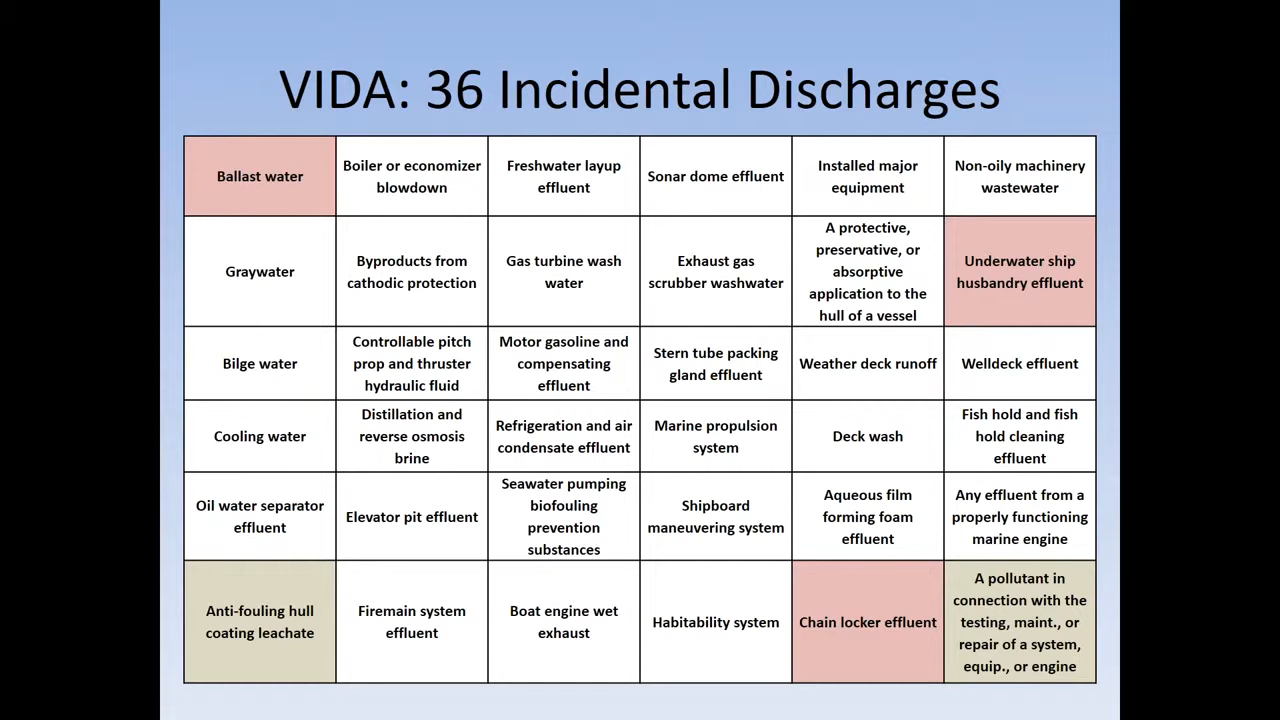 VIDA: 36 Incidental Discharges
Ballast water
Boiler or economizer
blowdown
Freshwater layup
effluent
Sonar dome effluent
Installed major
equipment
Non-oily machinery
wastewater
Graywater
Byproducts from
cathodic protection
Gas turbine wash
water
Exhaust gas
scrubber washwater
A protective,
preservative, or
absorptive
application to the
hull of a vessel
Underwater ship
husbandry effluent
Bilge water
Controllable pitch
prop and thruster
hydraulic fluid
Motor gasoline and
compensating
effluent
Stern tube packing
gland effluent
Weather deck runoff
Welldeck effluent
Cooling water
Distillation and
reverse osmosis
brine
Refrigeration and air
condensate effluent
Marine propulsion
system
Deck wash
Fish hold and fish
hold cleaning
effluent
Oil water separator
effluent
Elevator pit effluent
Seawater pumping
biofouling
prevention
substances
Shipboard
maneuvering system
Aqueous film
forming foam
effluent
Any effluent from a
properly functioning
marine engine
Anti-fouling hull
coating leachate
Firemain system
effluent
Boat engine wet
exhaust
Habitability system
Chain locker effluent
A pollutant in
connection with the
testing, maint., or
repair of a system,
equip., or engine